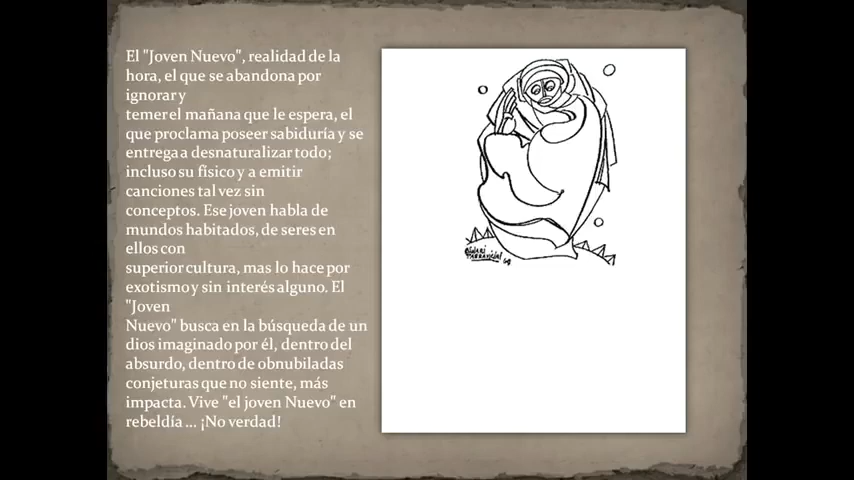 El "Joven Nuevo", realidad de la
hora, el que se abandona por
ignorar y
temer el mañana que le espera, el
que proclama poseer sabiduría y se
entrega a desnaturalizar todo;
incluso su físico y a emitir
canciones tal vez sin
conceptos. Ese joven habla de
mundos habitados, de seres en
ellos con
superior cultura, mas lo hace por
exotismo y sin interés alguno. El
"Joven
Nuevo" busca en la búsqueda de un
dios imaginado por él, dentro del
absurdo, dentro de obnubiladas
conjeturas que no siente, más
impacta. Vive "el joven Nuevo" en
rebeldía ... ¡No verdad!